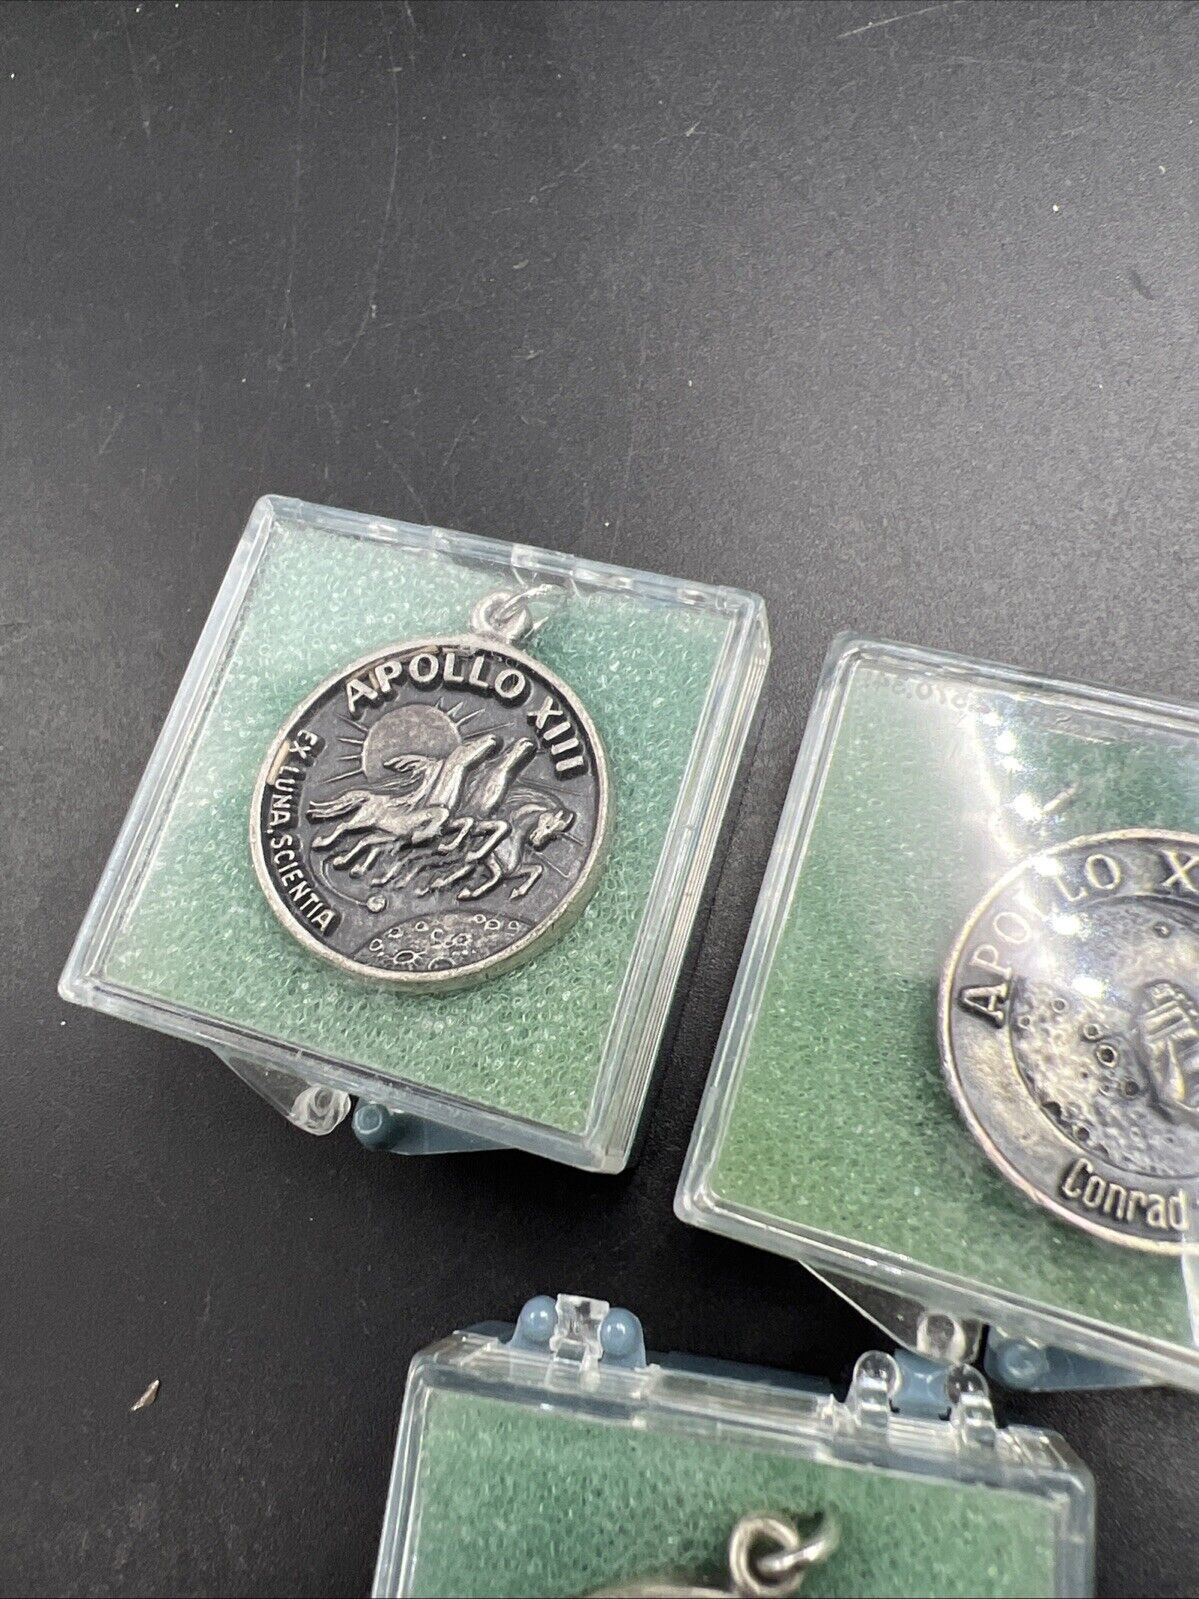 APOLLO XIII
EX LUNA, SCIENTIA
APOLLO X
Conrad